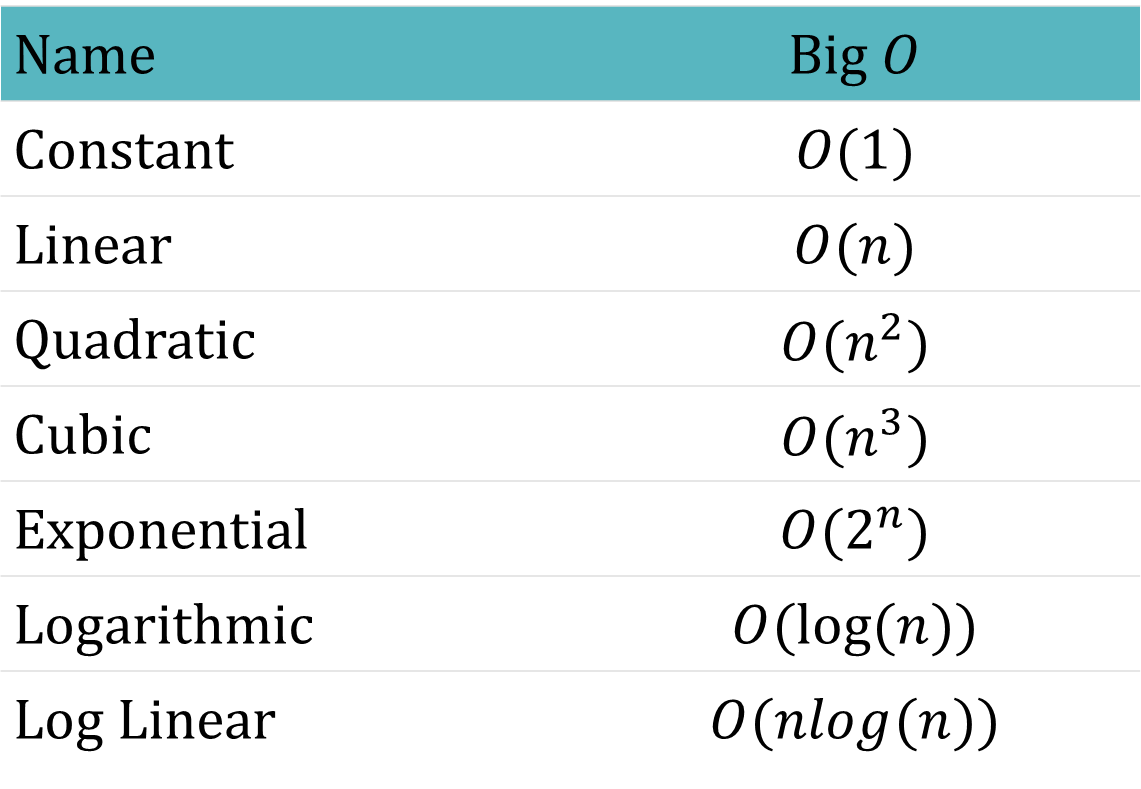 Name Big O
Constant O(1)
Linear O(n)
Quadratic O(n²)
Cubic O(n³)
Exponential O(2ⁿ)
Logarithmic O(log(n))
Log Linear O(nlog(n))